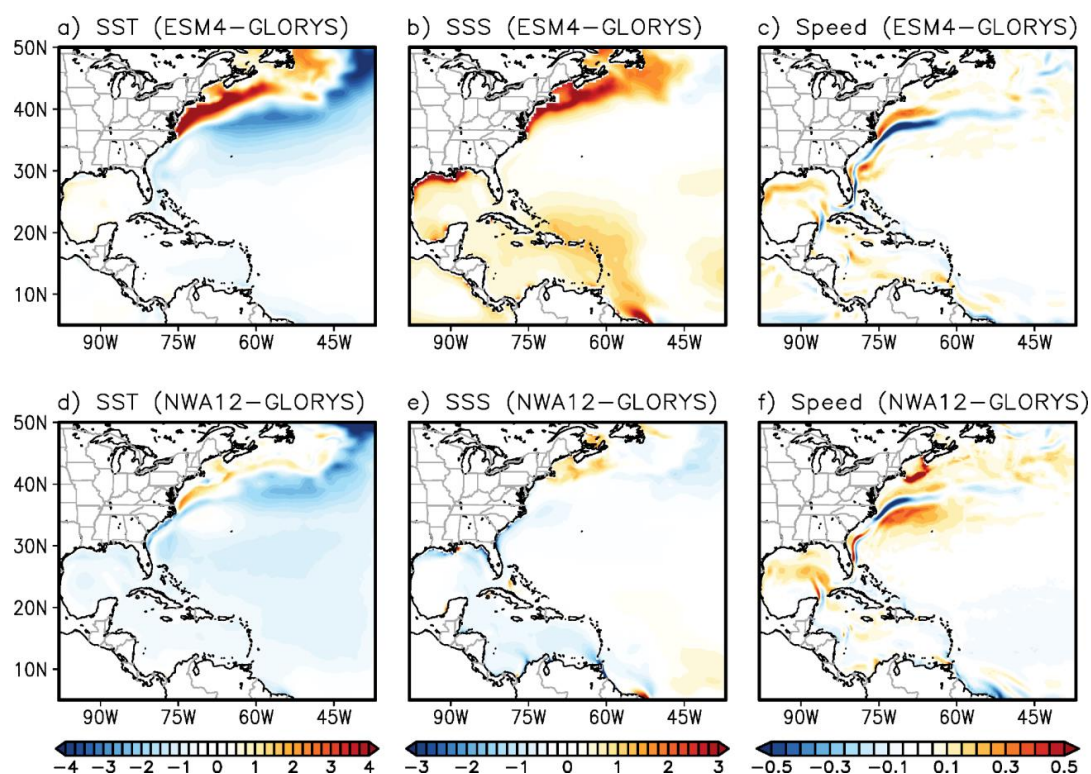 a) SST (ESM4-GLORYS)
b) SSS (ESM4-GLORYS)
c) Speed (ESM4-GLORYS)
50N
40N
30N
20N
10N
90W 75W 60W 45W
90W 75W 60W 45W
90W 75W 60W 45W
d) SST (NWA12-GLORYS)
e) SSS (NWA12-GLORYS)
f) Speed (NWA12-GLORYS)
50N
40N
30N
20N
10N
90W 75W 60W 45W
90W 75W 60W 45W
90W 75W 60W 45W
-4 -3 -2 -1 0 1 2 3 4
-3 -2 -1 0 1 2 3
-0.5 -0.3 -0.1 0.1 0.3 0.5